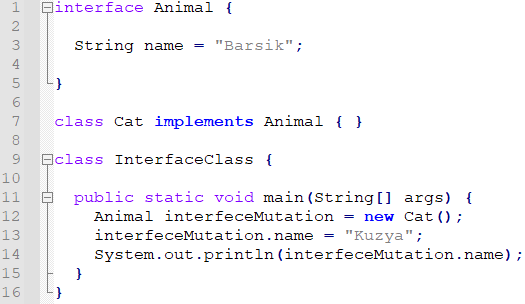 1 interface Animal {
2
3 String name = "Barsik";
4
5 }
6
7 class Cat implements Animal { }
8
9 class InterfaceClass {
10
11 public static void main(String[] args) {
12 Animal interfeceMutation = new Cat();
13 interfeceMutation.name = "Kuzya";
14 System.out.println(interfeceMutation.name);
15 }
16 }